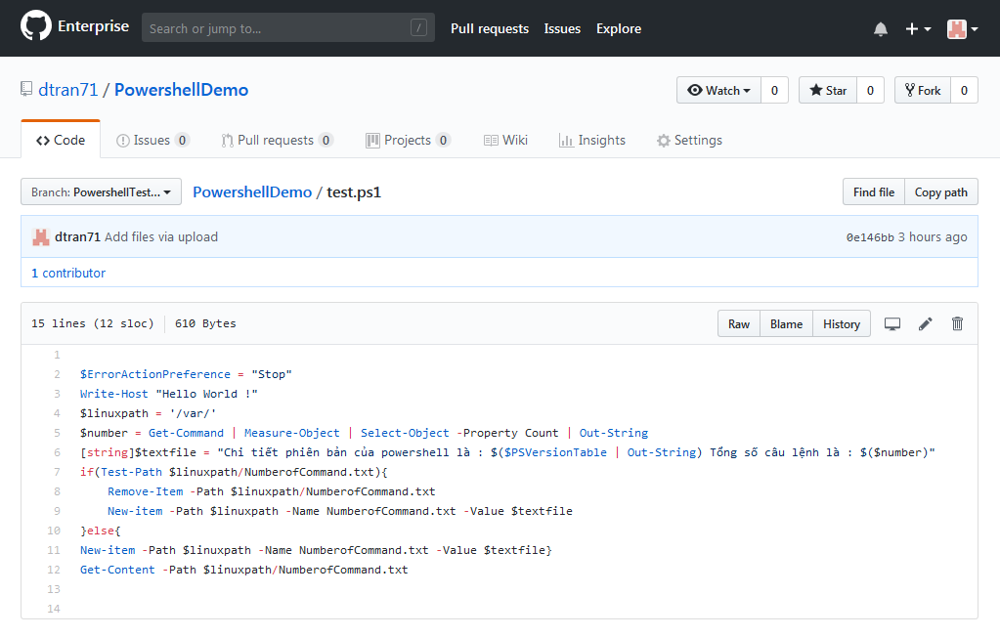 Enterprise Search or jump to... / Pull requests Issues Explore
dtran71 / PowershellDemo Watch 0 Star 0 Fork 0
Code Issues 0 Pull requests 0 Projects 0 Wiki Insights Settings
Branch: PowershellTest... PowershellDemo / test.ps1 Find file Copy path
dtran71 Add files via upload 0e146bb 3 hours ago
1 contributor
15 lines (12 sloc) 610 Bytes Raw Blame History
1
2 $ErrorActionPreference = "Stop"
3 Write-Host "Hello World !"
4 $linuxpath = '/var/'
5 $number = Get-Command | Measure-Object | Select-Object -Property Count | Out-String
6 [string]$textfile = "Chi tiết phiên bản của powershell là : $($PSVersionTable | Out-String) Tổng số câu lệnh là : $($number)"
7 if(Test-Path $linuxpath/NumberofCommand.txt){
8 Remove-Item -Path $linuxpath/NumberofCommand.txt
9 New-item -Path $linuxpath -Name NumberofCommand.txt -Value $textfile
10 }else{
11 New-item -Path $linuxpath -Name NumberofCommand.txt -Value $textfile}
12 Get-Content -Path $linuxpath/NumberofCommand.txt
13
14